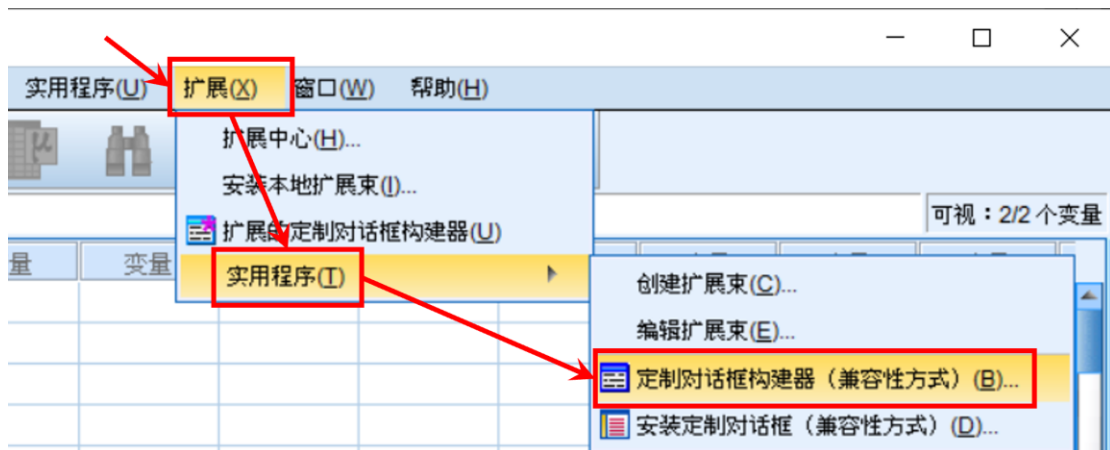 实用程序(U) 扩展(X) 窗口(W) 帮助(H)
扩展中心(H)...
安装本地扩展束(I)...
可视：2/2 个变量
扩展的定制对话框构建器(U)
量 变量
实用程序(T)
创建扩展束(C)...
编辑扩展束(E)...
定制对话框构建器（兼容性方式）(B)...
安装定制对话框（兼容性方式）(D)...